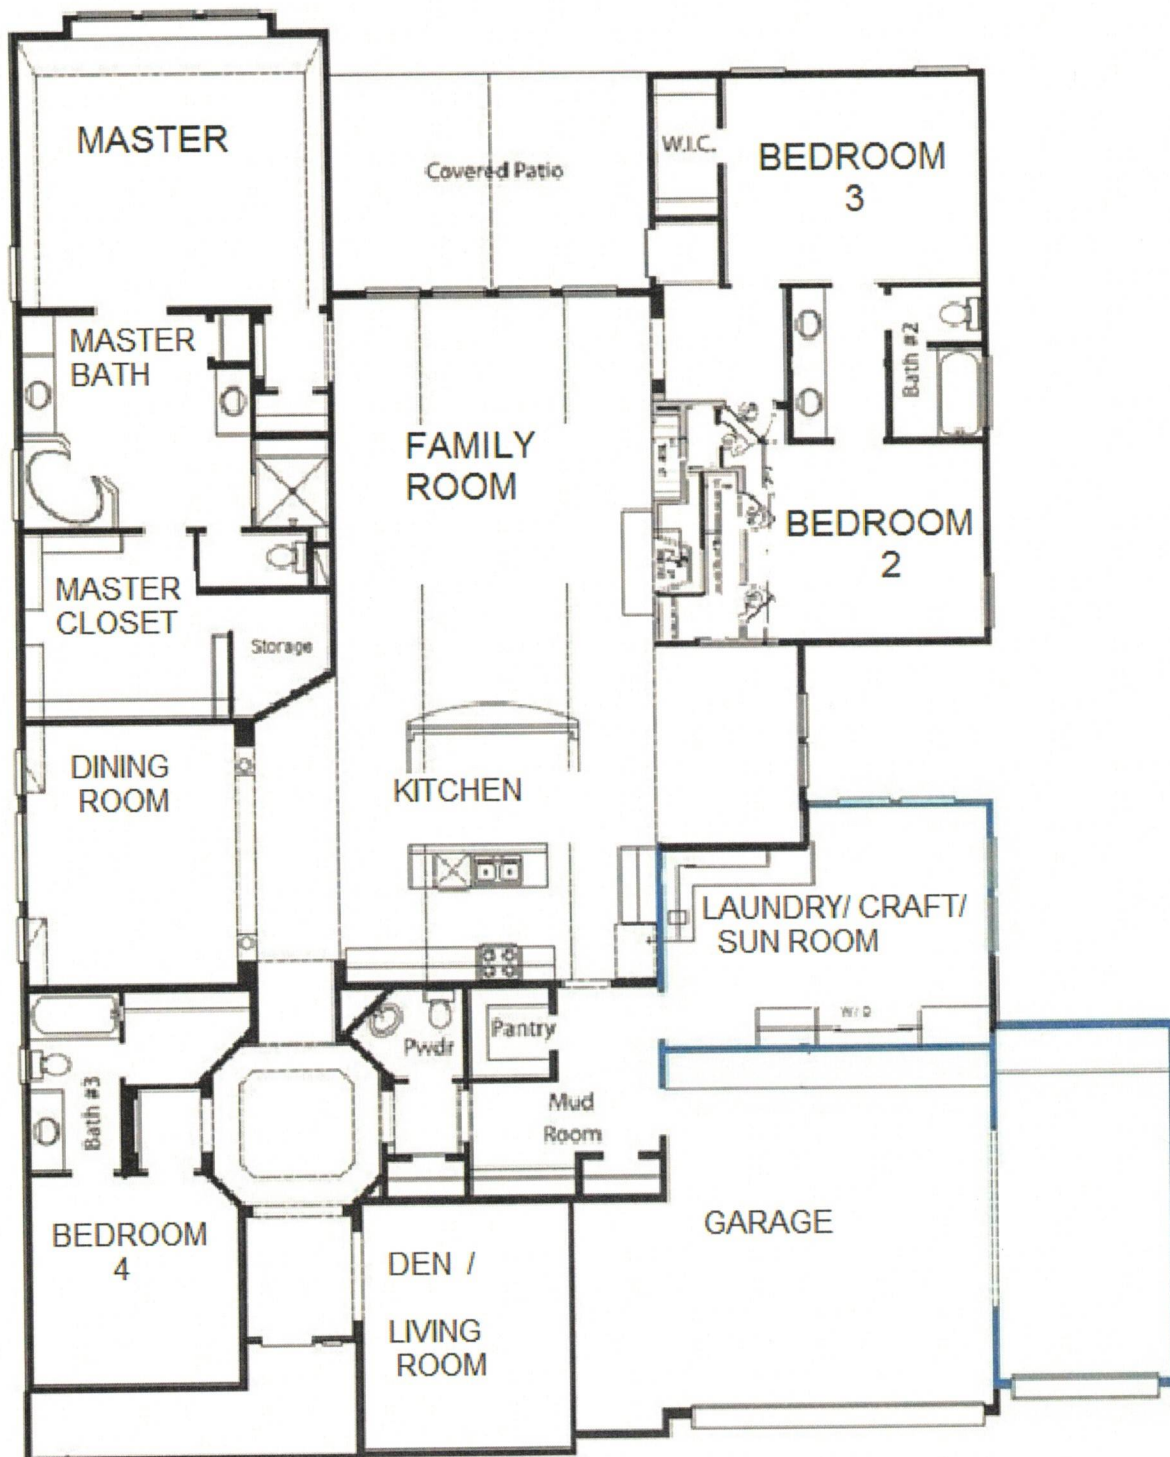 MASTER
Covered Patio
W.I.C.
BEDROOM
3
MASTER
BATH
Bath #2
FAMILY
ROOM
BEDROOM
2
MASTER
CLOSET
Storage
DINING
ROOM
KITCHEN
LAUNDRY/ CRAFT/
SUN ROOM
W/ D
Pwdr
Pantry
Bath #3
Mud
Room
BEDROOM
4
DEN /
LIVING
ROOM
GARAGE